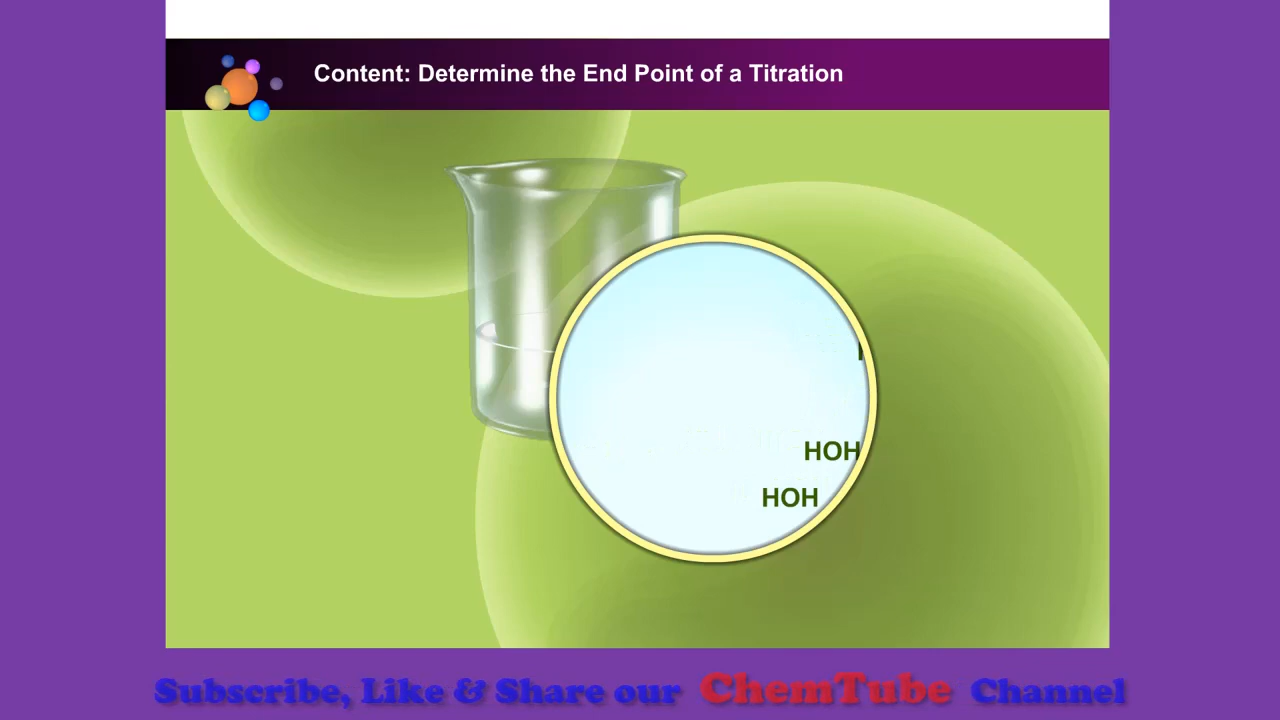 Content: Determine the End Point of a Titration
HOH
HOH
Subscribe, Like & Share our ChemTube Channel